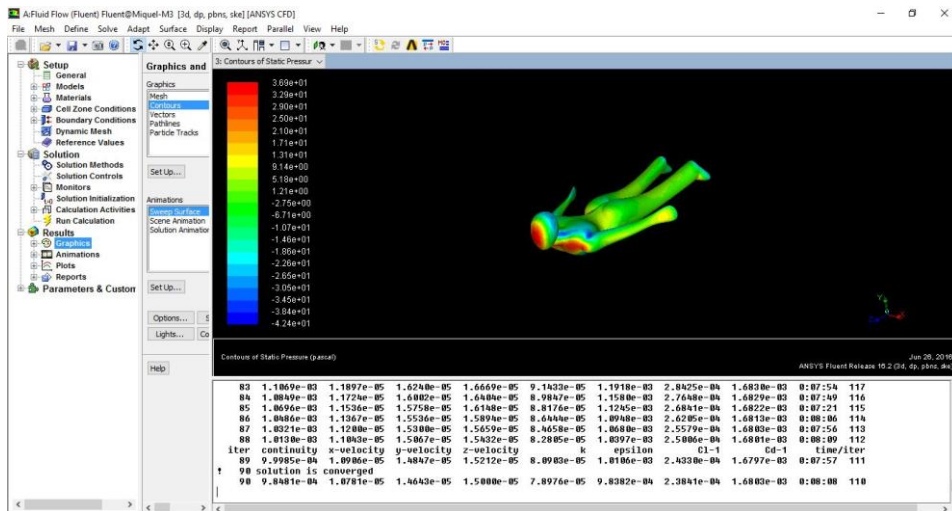 A:Fluid Flow (Fluent) Fluent@Miquel-M3 [3d, dp, pbns, ske] [ANSYS CFD]
File Mesh Define Solve Adapt Surface Display Report Parallel View Help
Setup
General
Models
Materials
Cell Zone Conditions
Boundary Conditions
Dynamic Mesh
Reference Values
Solution
Solution Methods
Solution Controls
Monitors
Solution Initialization
Calculation Activities
Run Calculation
Results
Graphics
Animations
Plots
Reports
Parameters & Custom
Graphics and
Graphics
Mesh
Contours
Vectors
Pathlines
Particle Tracks
Set Up...
Animations
Sweep Surface
Scene Animation
Solution Animation
Set Up...
Options... S
Lights... Co
Help
3: Contours of Static Pressur
3.69e+01
3.29e+01
2.90e+01
2.50e+01
2.10e+01
1.71e+01
1.31e+01
9.14e+00
5.18e+00
1.21e+00
-2.75e+00
-6.71e+00
-1.07e+01
-1.46e+01
-1.86e+01
-2.26e+01
-2.65e+01
-3.05e+01
-3.45e+01
-3.84e+01
-4.24e+01
Y
Z
X
Contours of Static Pressure (pascal)
Jun 26, 2016
ANSYS Fluent Release 16.2 (3d, dp, pbns, ske)
83 1.1069e-03 1.1897e-05 1.6240e-05 1.6669e-05 9.1433e-05 1.1918e-03 2.8425e-04 1.6830e-03 0:07:54 117
84 1.0849e-03 1.1724e-05 1.6002e-05 1.6404e-05 8.9847e-05 1.1580e-03 2.7648e-04 1.6829e-03 0:07:49 116
85 1.0696e-03 1.1536e-05 1.5758e-05 1.6148e-05 8.8176e-05 1.1245e-03 2.6841e-04 1.6822e-03 0:07:21 115
86 1.0486e-03 1.1367e-05 1.5536e-05 1.5894e-05 8.6444e-05 1.0948e-03 2.6205e-04 1.6813e-03 0:08:06 114
87 1.0321e-03 1.1200e-05 1.5300e-05 1.5659e-05 8.4658e-05 1.0680e-03 2.5579e-04 1.6803e-03 0:07:56 113
88 1.0130e-03 1.1043e-05 1.5067e-05 1.5432e-05 8.2805e-05 1.0397e-03 2.5006e-04 1.6801e-03 0:08:09 112
iter continuity x-velocity y-velocity z-velocity k epsilon Cl-1 Cd-1 time/iter
89 9.9985e-04 1.0906e-05 1.4847e-05 1.5212e-05 8.0903e-05 1.0106e-03 2.4330e-04 1.6797e-03 0:07:57 111
! 90 solution is converged
90 9.8481e-04 1.0781e-05 1.4643e-05 1.5000e-05 7.8976e-05 9.8382e-04 2.3841e-04 1.6803e-03 0:08:08 110